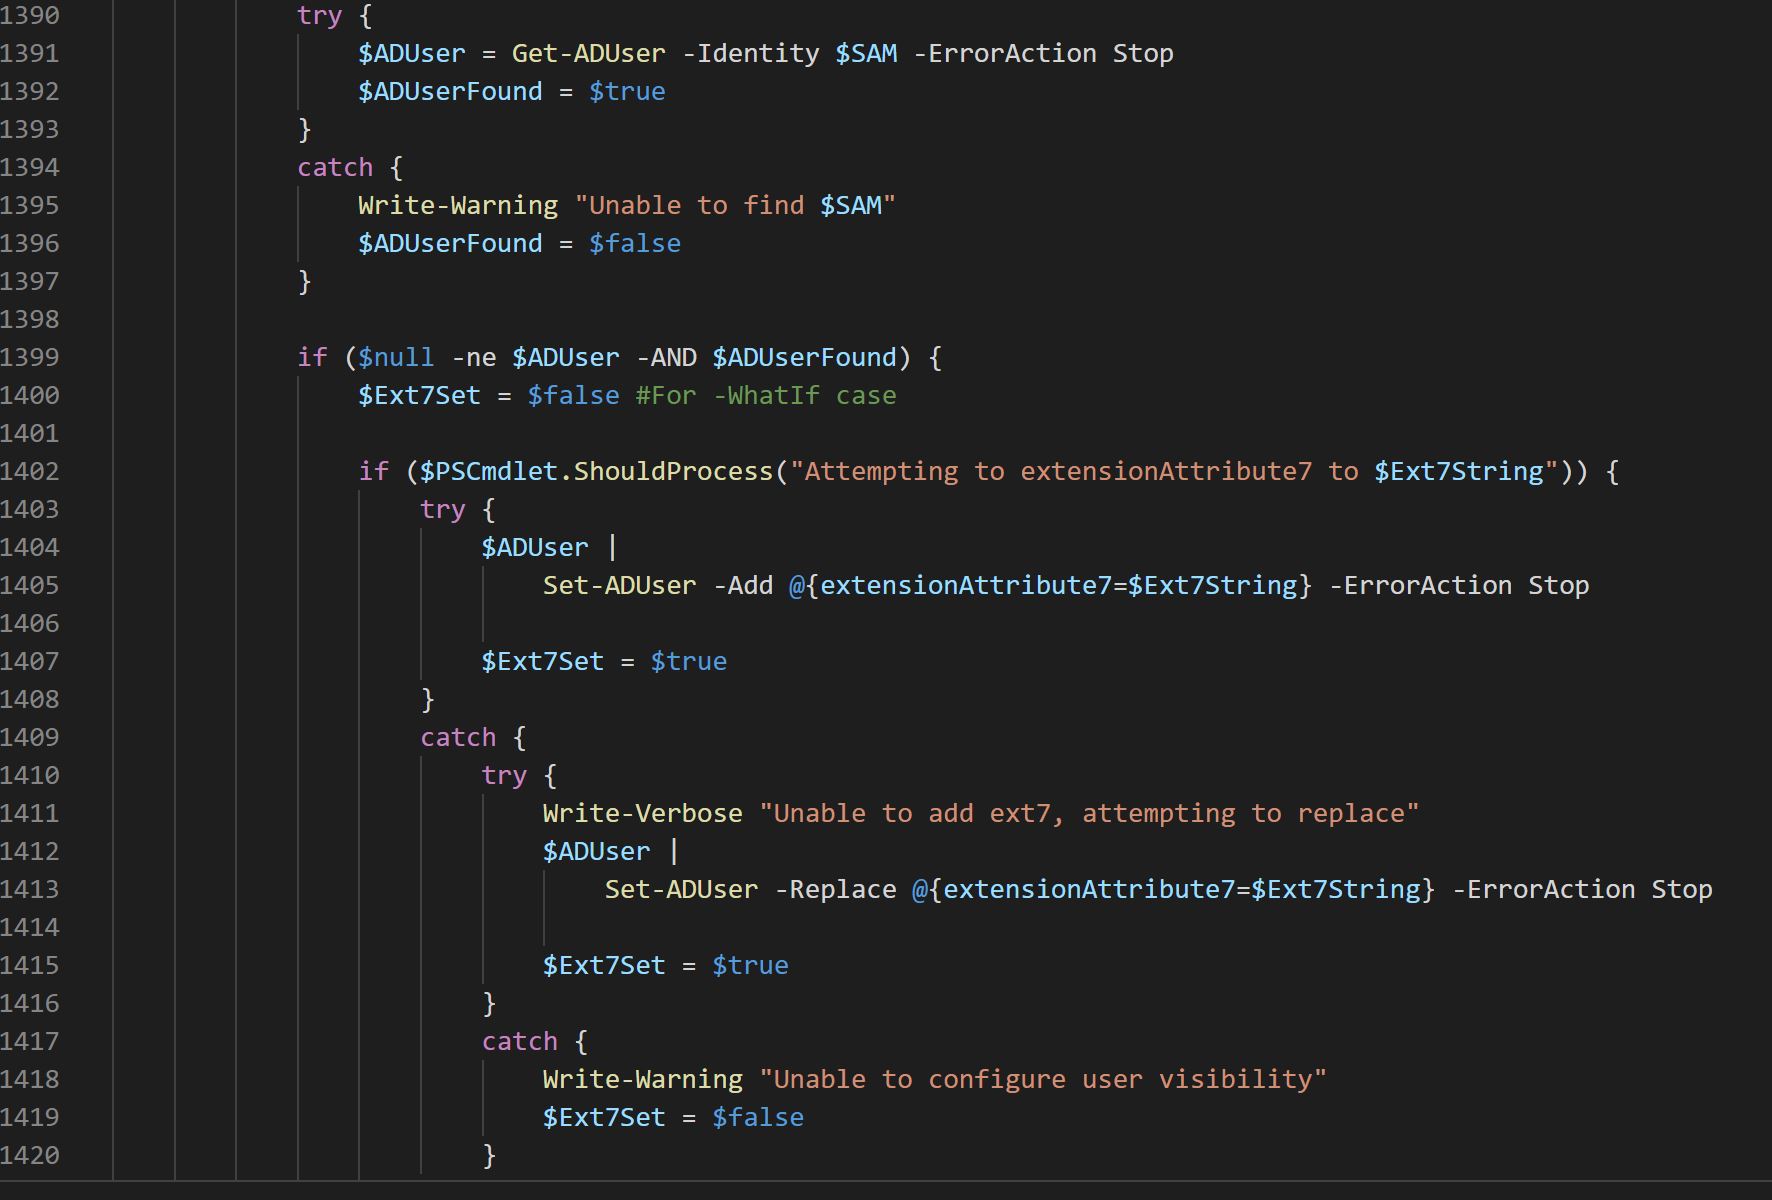 1390 try {
1391 $ADUser = Get-ADUser -Identity $SAM -ErrorAction Stop
1392 $ADUserFound = $true
1393 }
1394 catch {
1395 Write-Warning "Unable to find $SAM"
1396 $ADUserFound = $false
1397 }
1398
1399 if ($null -ne $ADUser -AND $ADUserFound) {
1400 $Ext7Set = $false #For -WhatIf case
1401
1402 if ($PSCmdlet.ShouldProcess("Attempting to extensionAttribute7 to $Ext7String")) {
1403 try {
1404 $ADUser |
1405 Set-ADUser -Add @{extensionAttribute7=$Ext7String} -ErrorAction Stop
1406
1407 $Ext7Set = $true
1408 }
1409 catch {
1410 try {
1411 Write-Verbose "Unable to add ext7, attempting to replace"
1412 $ADUser |
1413 Set-ADUser -Replace @{extensionAttribute7=$Ext7String} -ErrorAction Stop
1414
1415 $Ext7Set = $true
1416 }
1417 catch {
1418 Write-Warning "Unable to configure user visibility"
1419 $Ext7Set = $false
1420 }